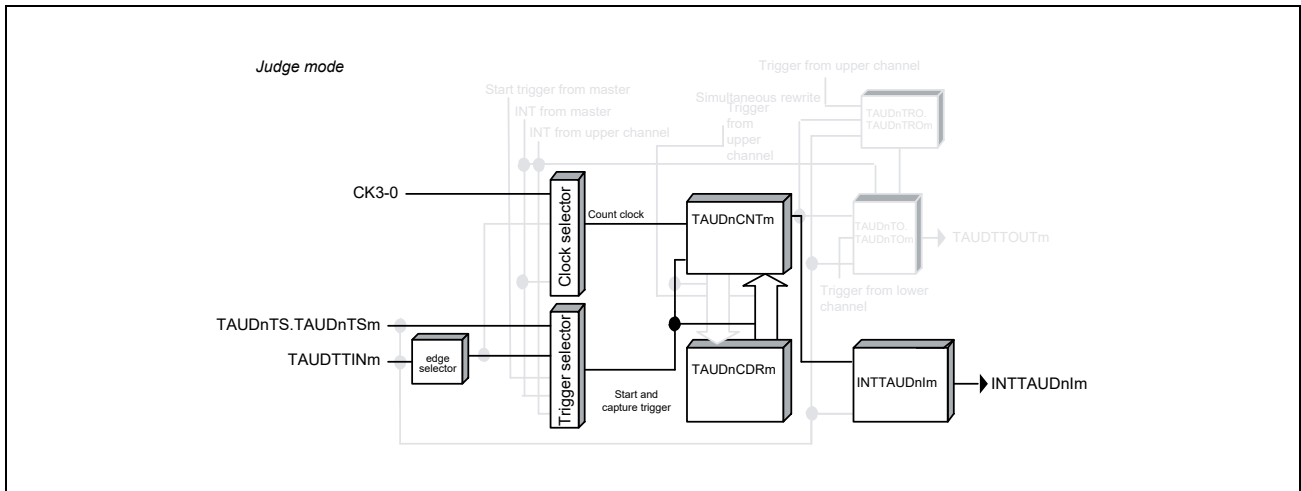 Judge mode
Trigger from upper channel
Start trigger from master
Simultaneous rewrite
Trigger
from
upper
channel
INT from master
INT from upper channel
TAUDnTRO.
TAUDnTROm
CK3-0
Clock selector
Count clock
TAUDnCNTm
TAUDnTO.
TAUDnTOm
TAUDTTOUTm
Trigger from lower
channel
TAUDnTS.TAUDnTSm
TAUDTTINm
edge
selector
Trigger selector
Start and
capture trigger
TAUDnCDRm
INTTAUDnIm
INTTAUDnIm